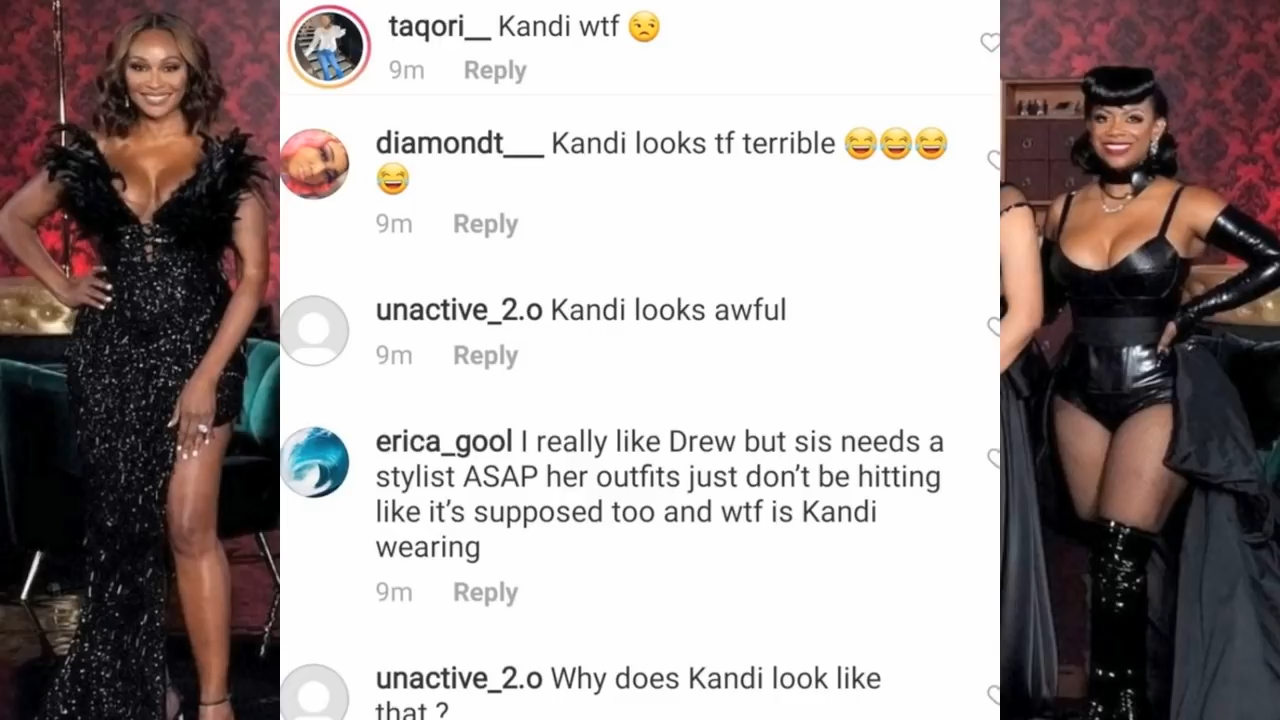 taqori__ Kandi wtf 😒
9m Reply
diamondt___ Kandi looks tf terrible 😂😂😂
😂
9m Reply
unactive_2.o Kandi looks awful
9m Reply
erica_gool I really like Drew but sis needs a
stylist ASAP her outfits just don’t be hitting
like it’s supposed too and wtf is Kandi
wearing
9m Reply
unactive_2.o Why does Kandi look like
that ?